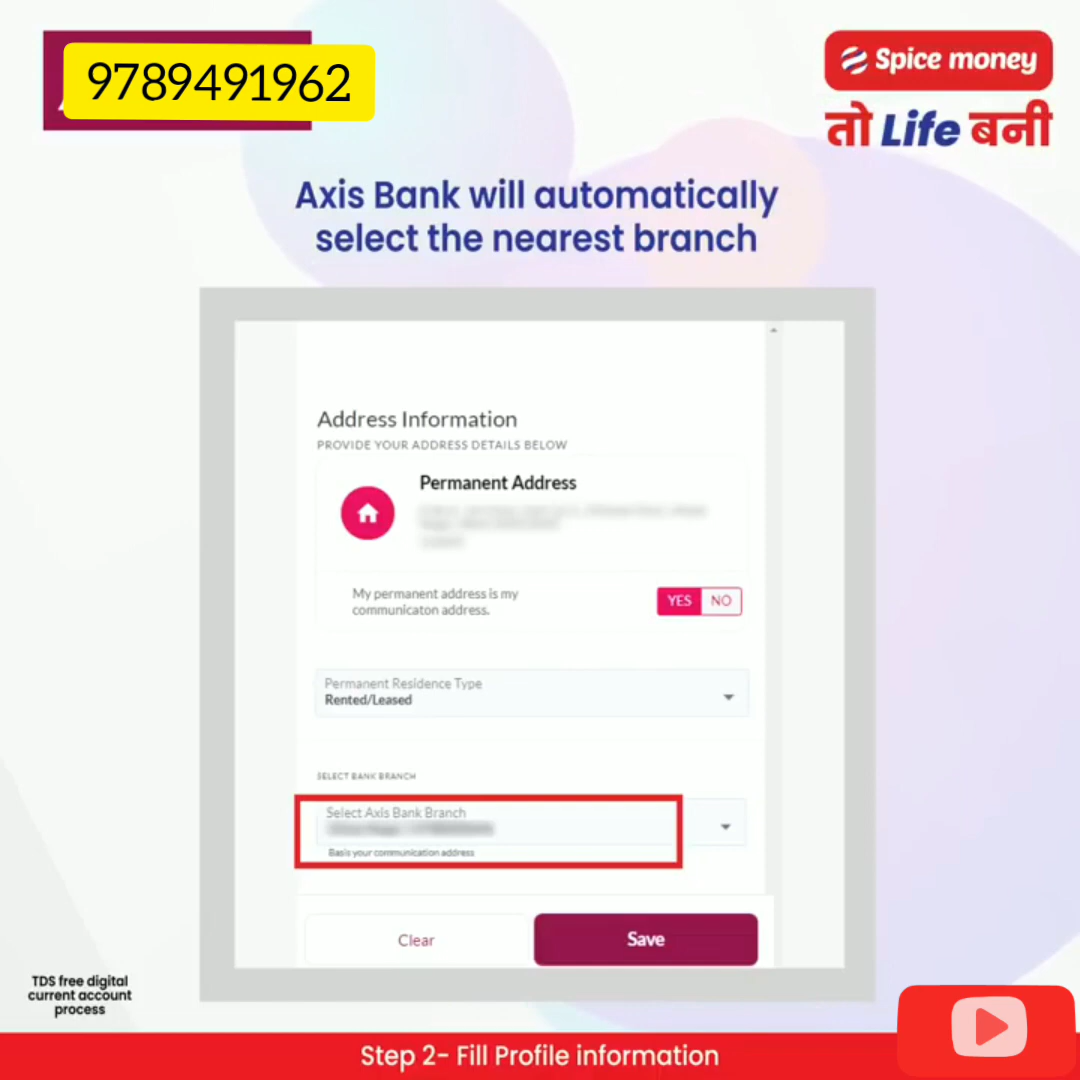 9789491962
Spice money
तो Life बनी
Axis Bank will automatically
select the nearest branch
Address Information
PROVIDE YOUR ADDRESS DETAILS BELOW
Permanent Address
My permanent address is my
communicaton address.
YES NO
Permanent Residence Type
Rented/Leased
SELECT BANK BRANCH
Select Axis Bank Branch
Basis your communication address
Clear
Save
TDS free digital
current account
process
Step 2- Fill Profile information